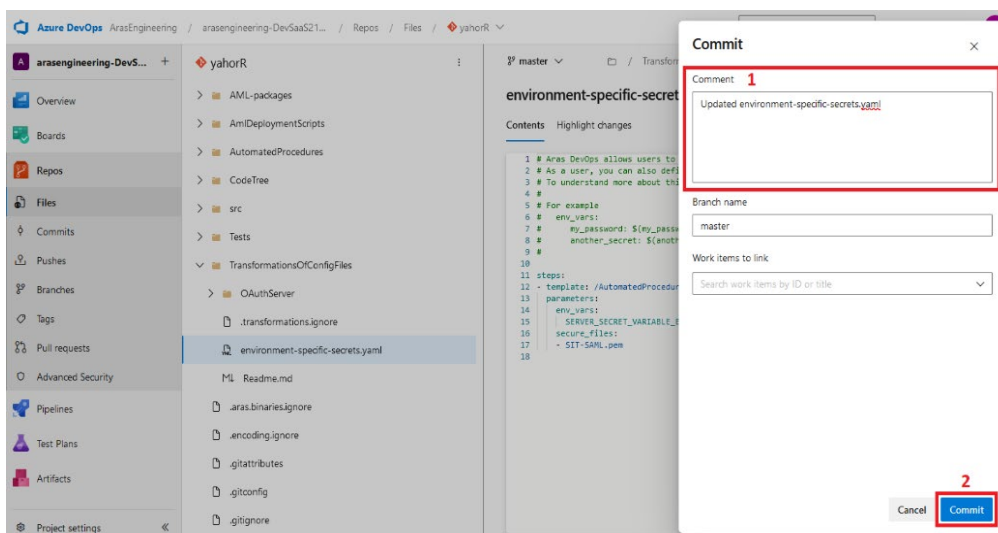 Azure DevOps ArasEngineering / arasengineering-DevSaaS21... / Repos / Files / yahorR
A arasengineering-DevS... +
Overview
Boards
Repos
Files
Commits
Pushes
Branches
Tags
Pull requests
Advanced Security
Pipelines
Test Plans
Artifacts
Project settings
yahorR
AML-packages
AmlDeploymentScripts
AutomatedProcedures
CodeTree
src
Tests
TransformationsOfConfigFiles
OAuthServer
.transformations.ignore
environment-specific-secrets.yaml
M↓ Readme.md
.aras.binaries.ignore
.encoding.ignore
.gitattributes
.gitconfig
.gitignore
master / Transforn
environment-specific-secret
Contents Highlight changes
1 # Aras DevOps allows users to
2 # As a user, you can also defi
3 # To understand more about thi
4 #
5 # For example
6 # env_vars:
7 # my_password: $(my_passw
8 # another_secret: $(anoth
9 #
10
11 steps:
12 - template: /AutomatedProcedur
13 parameters:
14 env_vars:
15 SERVER_SECRET_VARIABLE_E
16 secure_files:
17 - SIT-SAML.pem
18
Commit
Comment 1
Updated environment-specific-secrets.yaml
Branch name
master
Work items to link
Search work items by ID or title
2
Cancel Commit